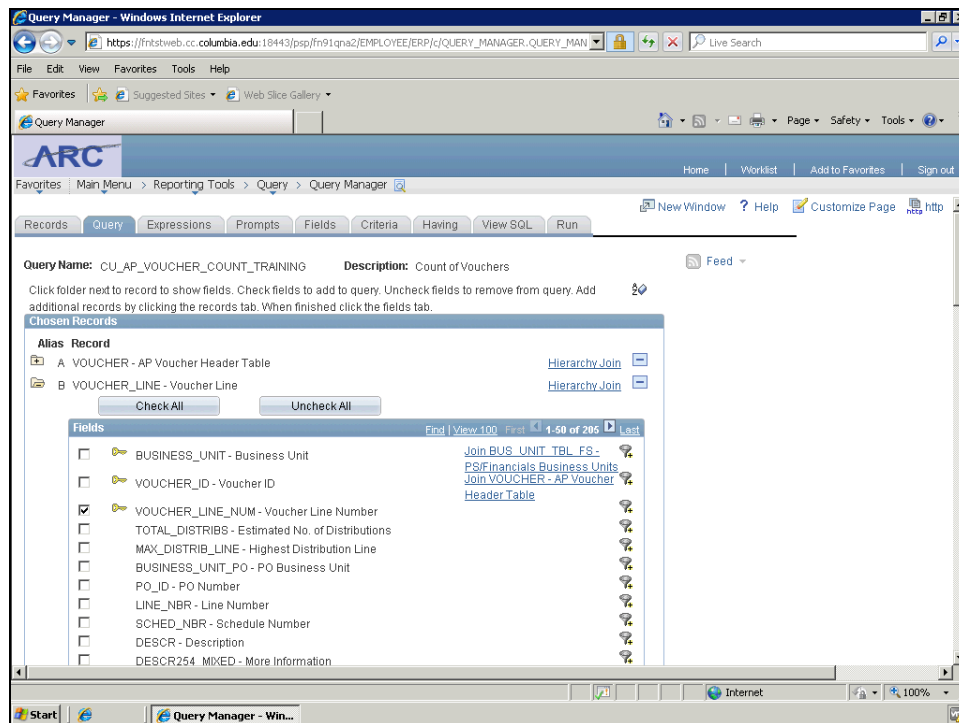 Query Manager - Windows Internet Explorer
https://fntstweb.cc.columbia.edu:18443/psp/fn91qna2/EMPLOYEE/ERP/c/QUERY_MANAGER.QUERY_MAN
Live Search
File Edit View Favorites Tools Help
Favorites Suggested Sites Web Slice Gallery
Query Manager Page Safety Tools
ARC
Home | Worklist | Add to Favorites | Sign out
Favorites Main Menu > Reporting Tools > Query > Query Manager
New Window ? Help Customize Page http
Records Query Expressions Prompts Fields Criteria Having View SQL Run
Query Name: CU_AP_VOUCHER_COUNT_TRAINING Description: Count of Vouchers Feed
Click folder next to record to show fields. Check fields to add to query. Uncheck fields to remove from query. Add
additional records by clicking the records tab. When finished click the fields tab.
Chosen Records
Alias Record
A VOUCHER - AP Voucher Header Table Hierarchy Join
B VOUCHER_LINE - Voucher Line Hierarchy Join
Check All Uncheck All
Fields Find | View 100 First 1-50 of 205 Last
BUSINESS_UNIT - Business Unit Join BUS_UNIT_TBL_FS -
PS/Financials Business Units
VOUCHER_ID - Voucher ID Join VOUCHER - AP Voucher
Header Table
VOUCHER_LINE_NUM - Voucher Line Number
TOTAL_DISTRIBS - Estimated No. of Distributions
MAX_DISTRIB_LINE - Highest Distribution Line
BUSINESS_UNIT_PO - PO Business Unit
PO_ID - PO Number
LINE_NBR - Line Number
SCHED_NBR - Schedule Number
DESCR - Description
DESCR254_MIXED - More Information
Internet 100%
Start Query Manager - Win...